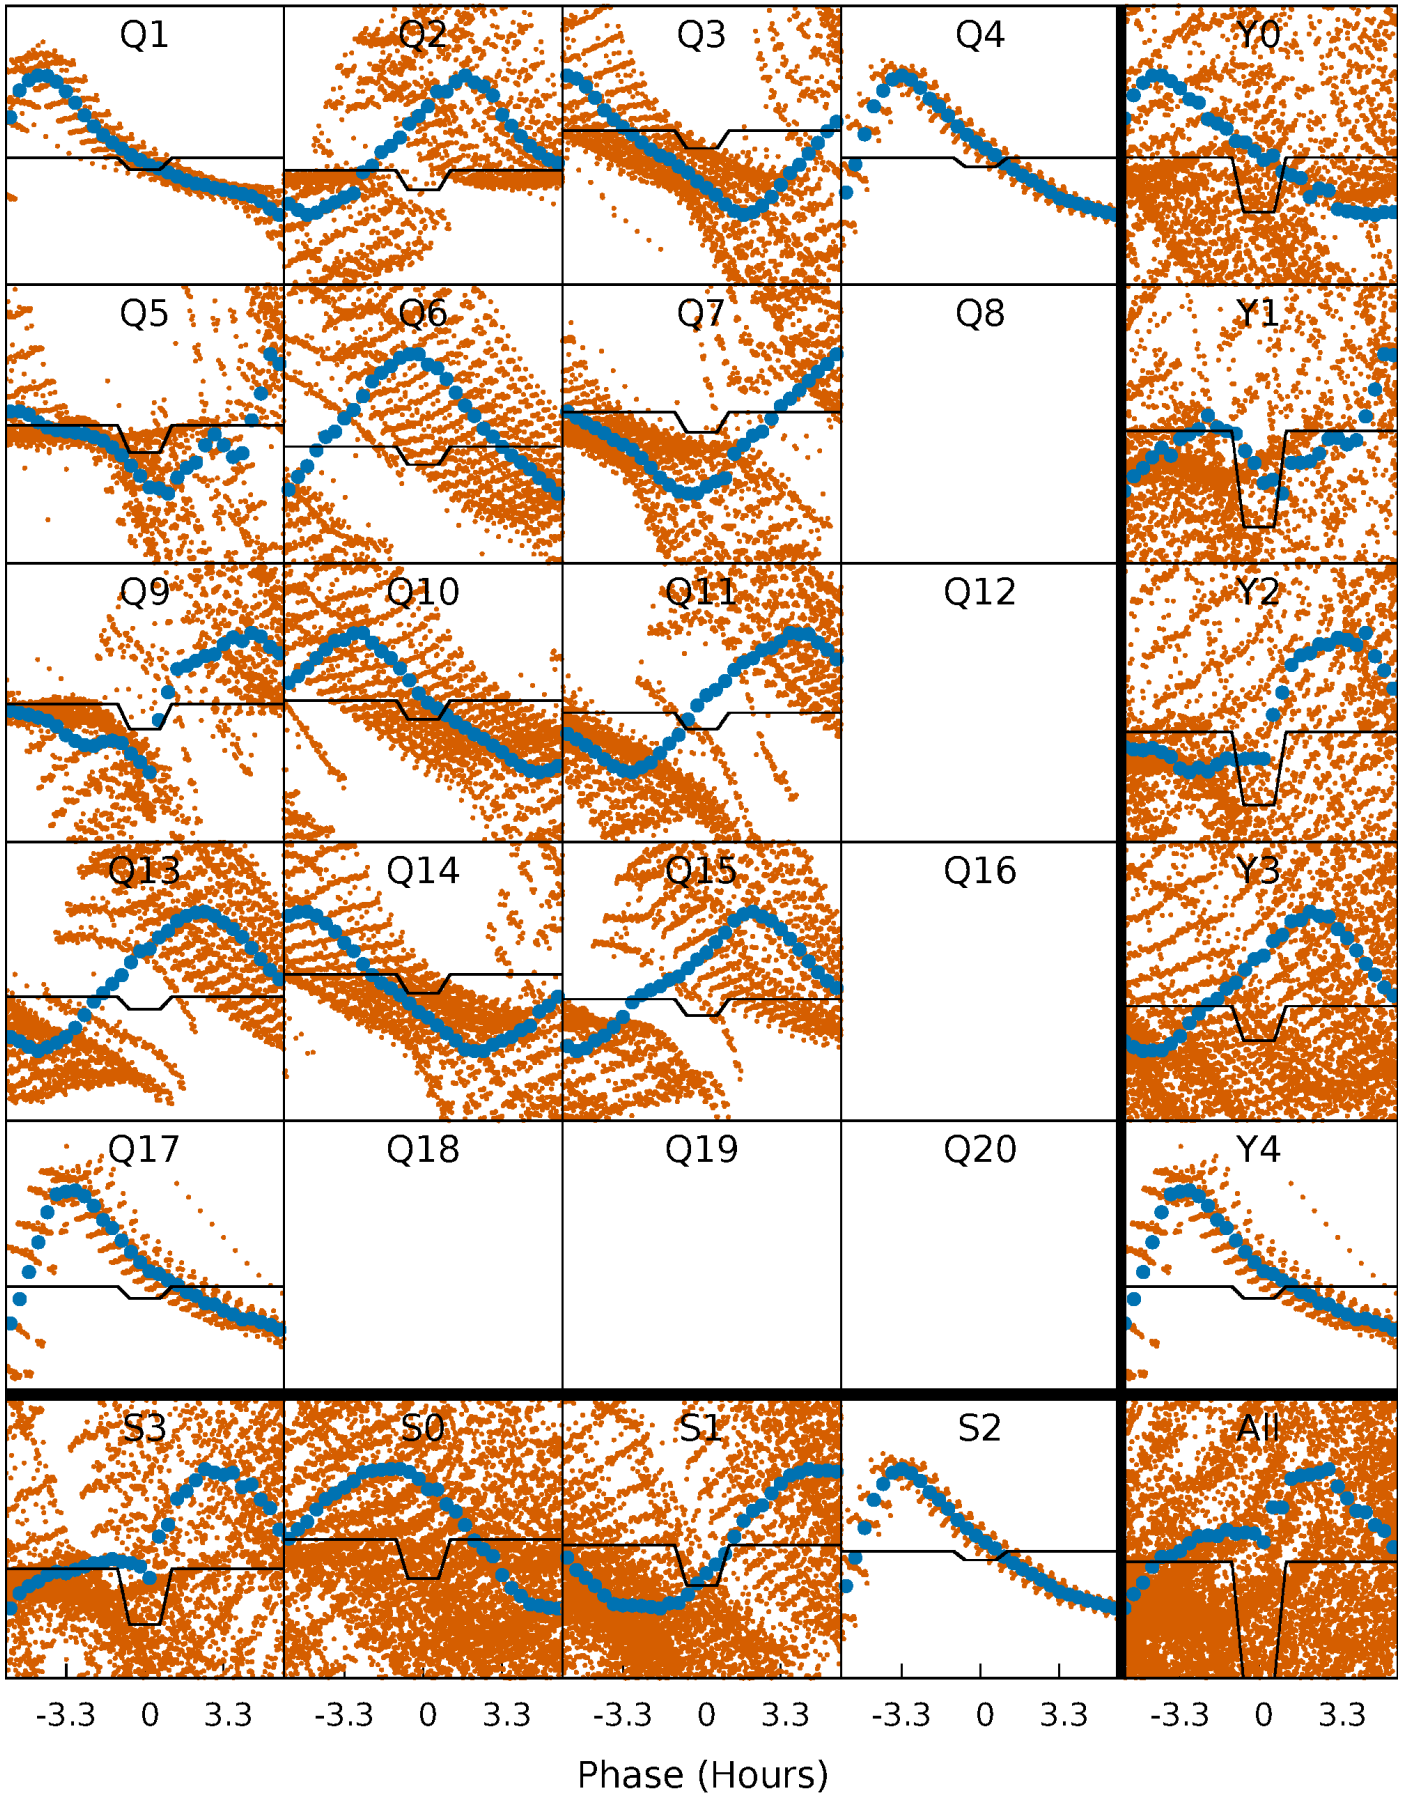 Q1 Q2 Q3 Q4 Y0
Q5 Q6 Q7 Q8 Y1
Q9 Q10 Q11 Q12 Y2
Q13 Q14 Q15 Q16 Y3
Q17 Q18 Q19 Q20 Y4
S3 S0 S1 S2 All
-3.3 0 3.3 -3.3 0 3.3 -3.3 0 3.3 -3.3 0 3.3 -3.3 0 3.3
Phase (Hours)